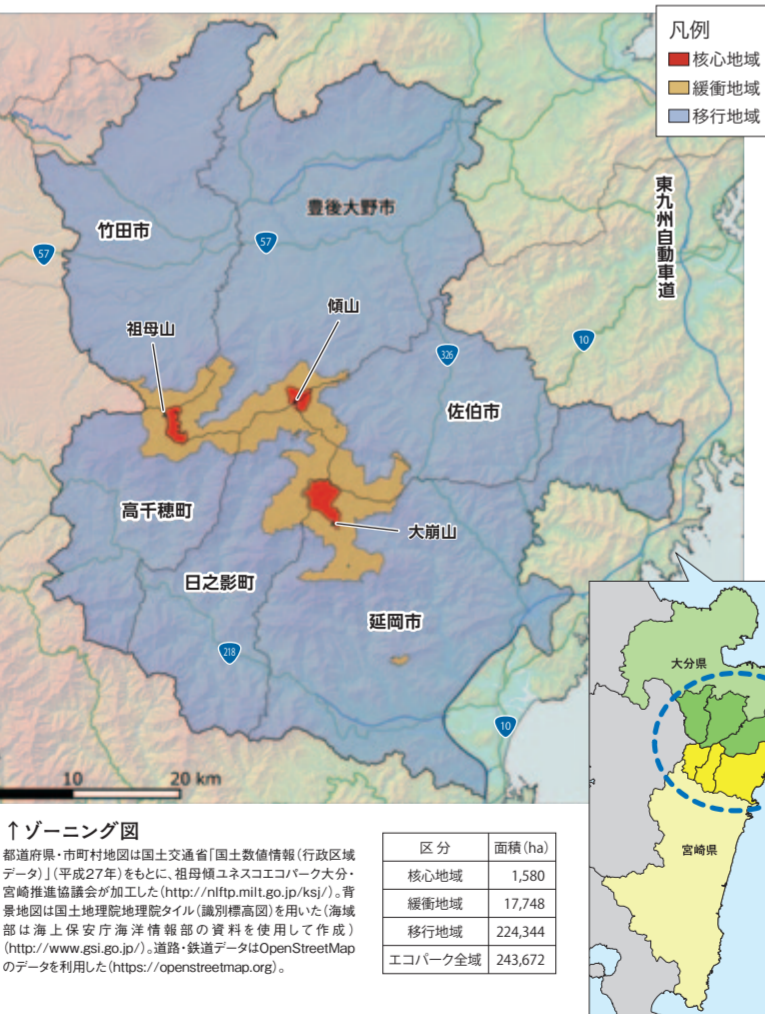 凡例
核心地域
緩衝地域
移行地域
東九州自動車道
豊後大野市
竹田市
57
57
傾山
祖母山
10
326
佐伯市
高千穂町
大崩山
日之影町
延岡市
218
10
大分県
宮崎県
10
20 km
↑ゾーニング図
都道府県・市町村地図は国土交通省「国土数値情報（行政区域
データ）」（平成27年）をもとに、祖母傾ユネスコエコパーク大分・
宮崎推進協議会が加工した（http://nlftp.milt.go.jp/ksj/）。背
景地図は国土地理院地理院タイル（識別標高図）を用いた（海域
部は海上保安庁海洋情報部の資料を使用して作成）
（http://www.gsi.go.jp/）。道路・鉄道データはOpenStreetMap
のデータを利用した（https://openstreetmap.org）。
区分 面積（ha）
核心地域 1,580
緩衝地域 17,748
移行地域 224,344
エコパーク全域 243,672